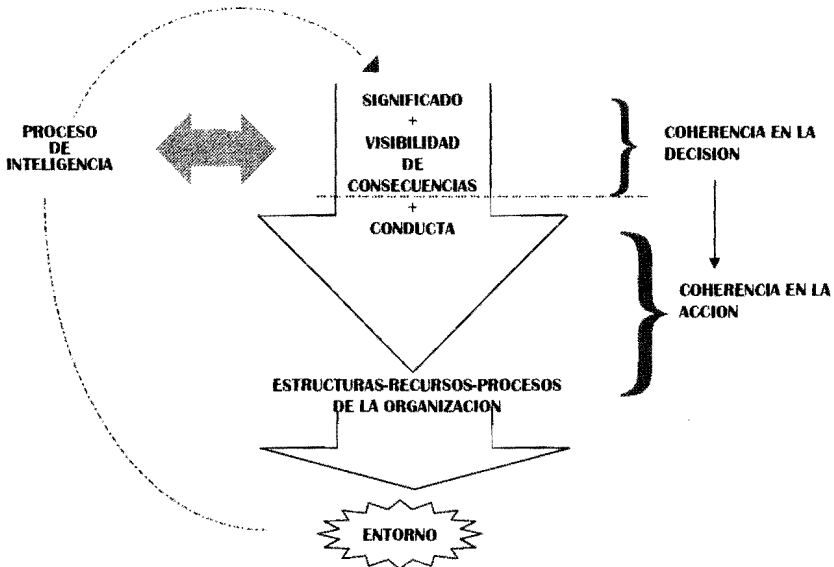 SIGNIFICADO
+
VISIBILIDAD
DE
CONSECUENCIAS
+
CONDUCTA
PROCESO
DE
INTELIGENCIA
COHERENCIA EN LA
DECISION
COHERENCIA EN LA
ACCION
ESTRUCTURAS-RECURSOS-PROCESOS
DE LA ORGANIZACION
ENTORNO